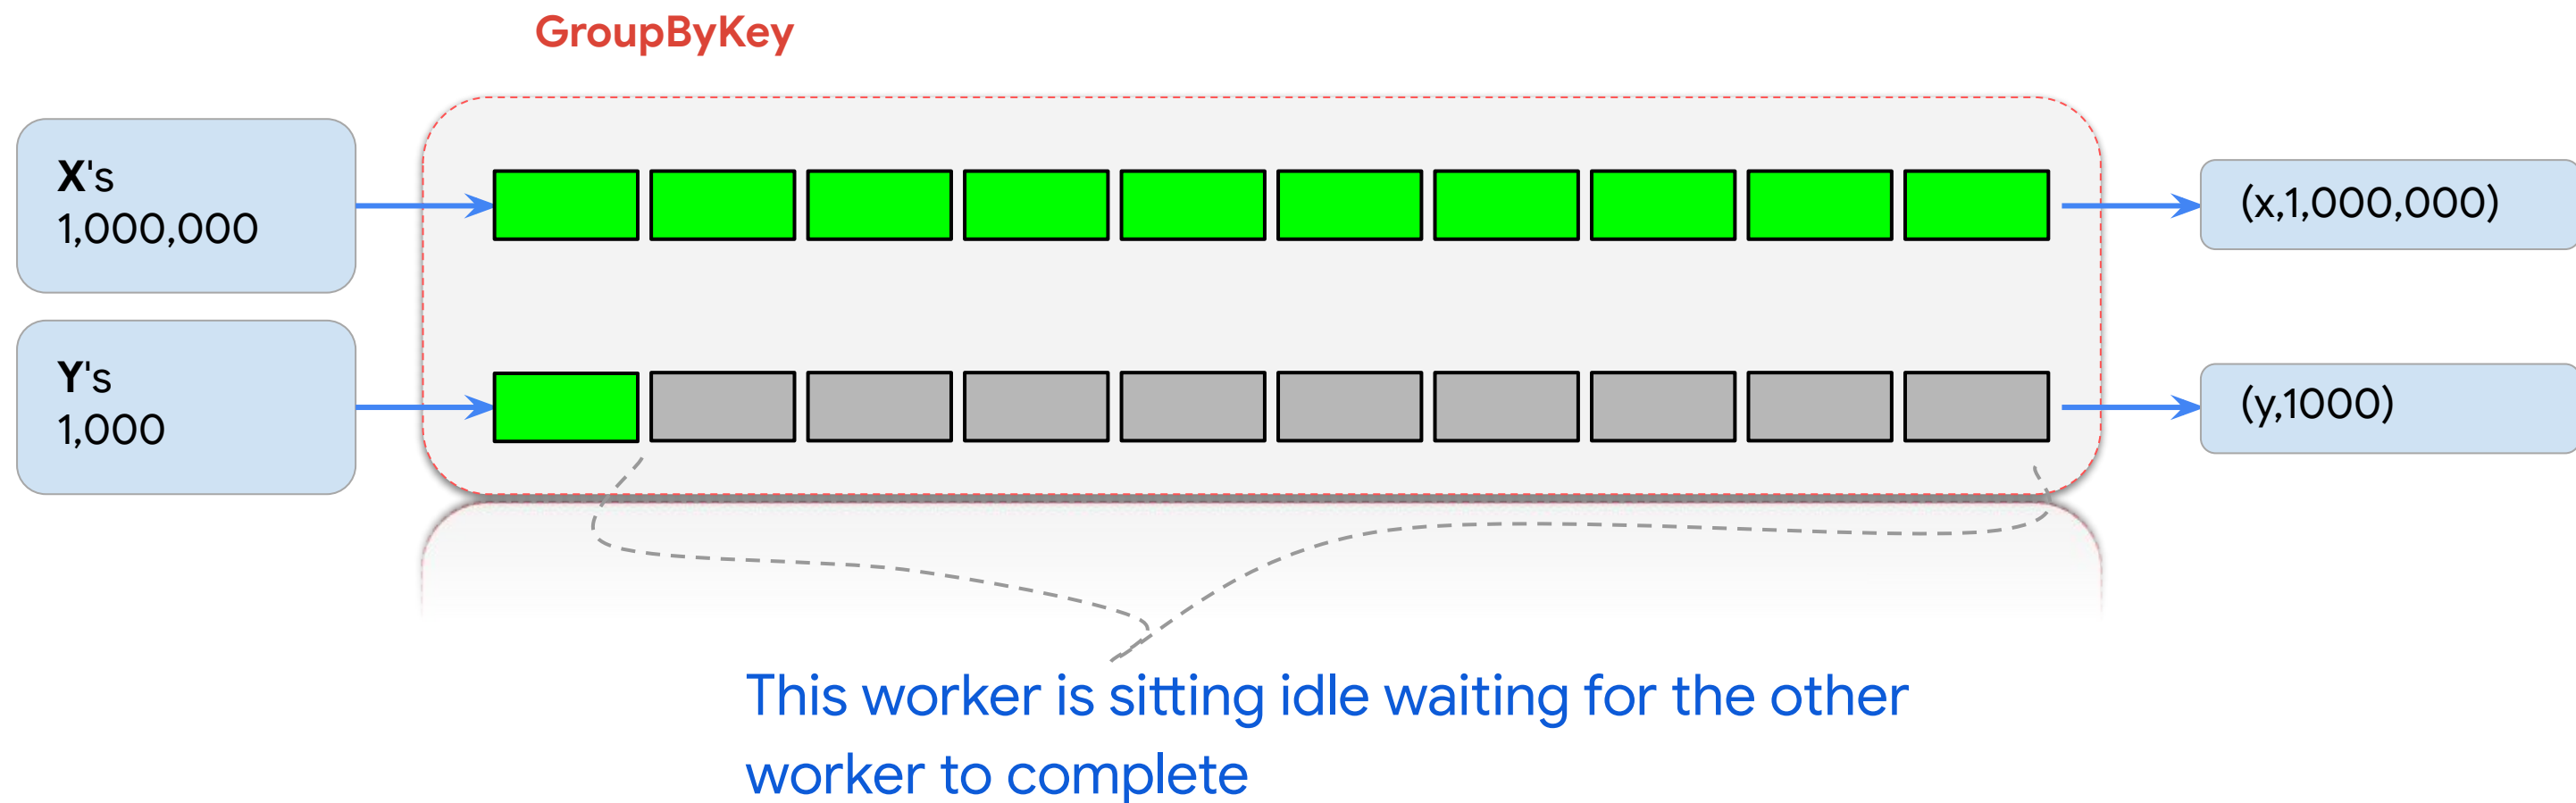 GroupByKey
X's
1,000,000
(x,1,000,000)
Y's
1,000
(y,1000)
This worker is sitting idle waiting for the other
worker to complete